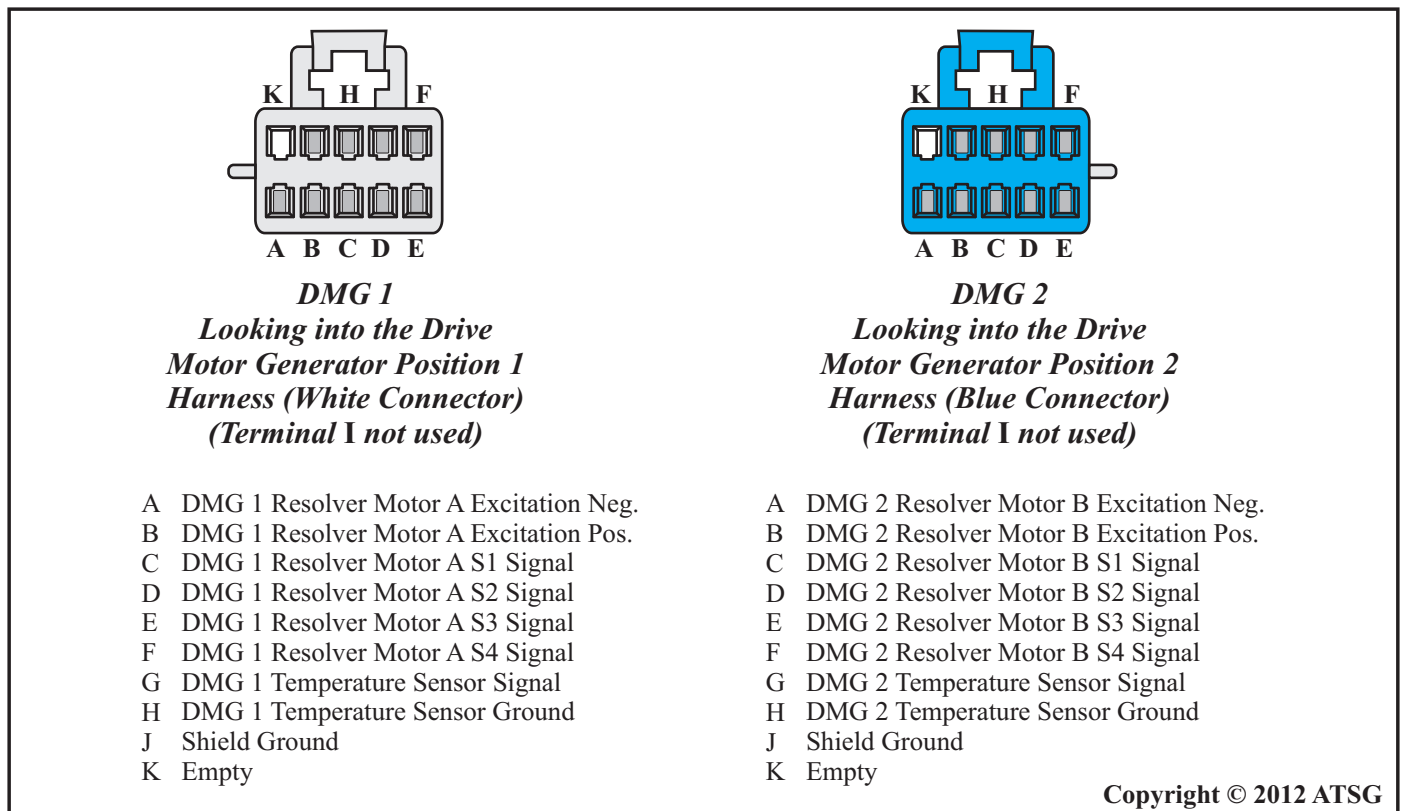 K H F
A B C D E
DMG 1
Looking into the Drive
Motor Generator Position 1
Harness (White Connector)
(Terminal I not used)
A DMG 1 Resolver Motor A Excitation Neg.
B DMG 1 Resolver Motor A Excitation Pos.
C DMG 1 Resolver Motor A S1 Signal
D DMG 1 Resolver Motor A S2 Signal
E DMG 1 Resolver Motor A S3 Signal
F DMG 1 Resolver Motor A S4 Signal
G DMG 1 Temperature Sensor Signal
H DMG 1 Temperature Sensor Ground
J Shield Ground
K Empty
K H F
A B C D E
DMG 2
Looking into the Drive
Motor Generator Position 2
Harness (Blue Connector)
(Terminal I not used)
A DMG 2 Resolver Motor B Excitation Neg.
B DMG 2 Resolver Motor B Excitation Pos.
C DMG 2 Resolver Motor B S1 Signal
D DMG 2 Resolver Motor B S2 Signal
E DMG 2 Resolver Motor B S3 Signal
F DMG 2 Resolver Motor B S4 Signal
G DMG 2 Temperature Sensor Signal
H DMG 2 Temperature Sensor Ground
J Shield Ground
K Empty
Copyright © 2012 ATSG